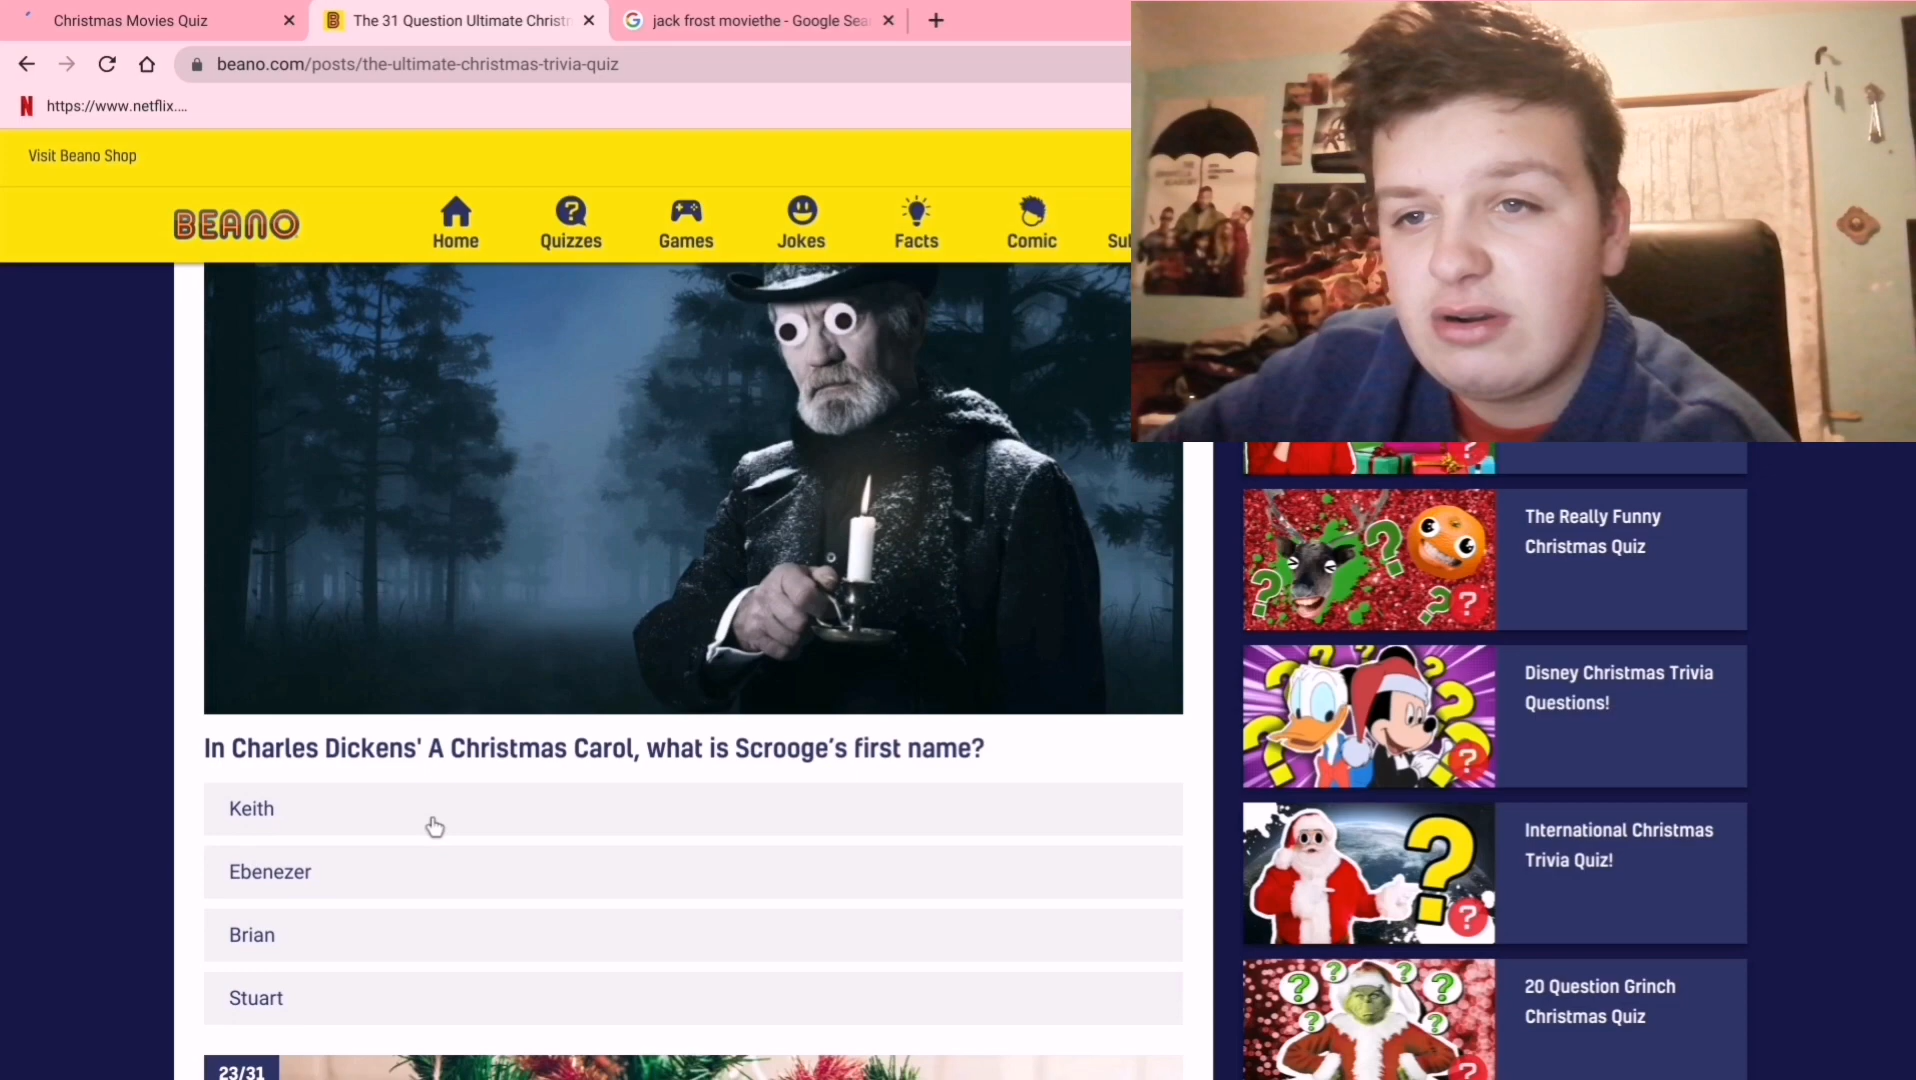 Christmas Movies Quiz
The 31 Question Ultimate Christm
jack frost moviethe - Google Sea
beano.com/posts/the-ultimate-christmas-trivia-quiz
https://www.netflix....
Visit Beano Shop
BEANO
Home
Quizzes
Games
Jokes
Facts
Comic
Sul
In Charles Dickens' A Christmas Carol, what is Scrooge’s first name?
Keith
Ebenezer
Brian
Stuart
23/31
The Really Funny
Christmas Quiz
Disney Christmas Trivia
Questions!
International Christmas
Trivia Quiz!
20 Question Grinch
Christmas Quiz